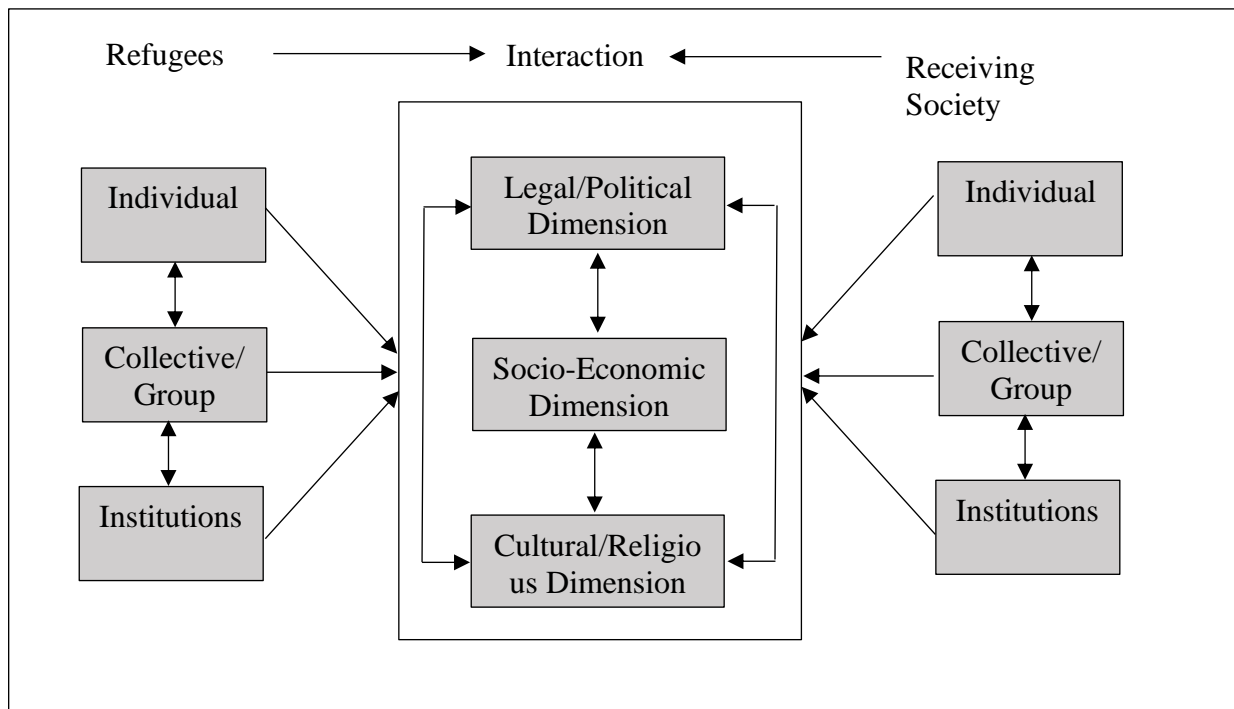 Refugees
Interaction
Receiving
Society
Individual
Collective/
Group
Institutions
Legal/Political
Dimension
Socio-Economic
Dimension
Cultural/Religio
us Dimension
Individual
Collective/
Group
Institutions